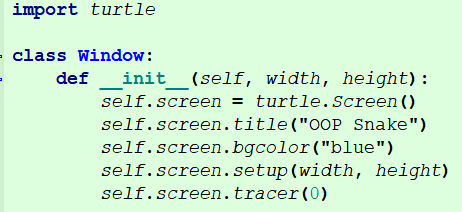 import turtle
class Window:
def __init__(self, width, height):
self.screen = turtle.Screen()
self.screen.title("OOP Snake")
self.screen.bgcolor("blue")
self.screen.setup(width, height)
self.screen.tracer(0)